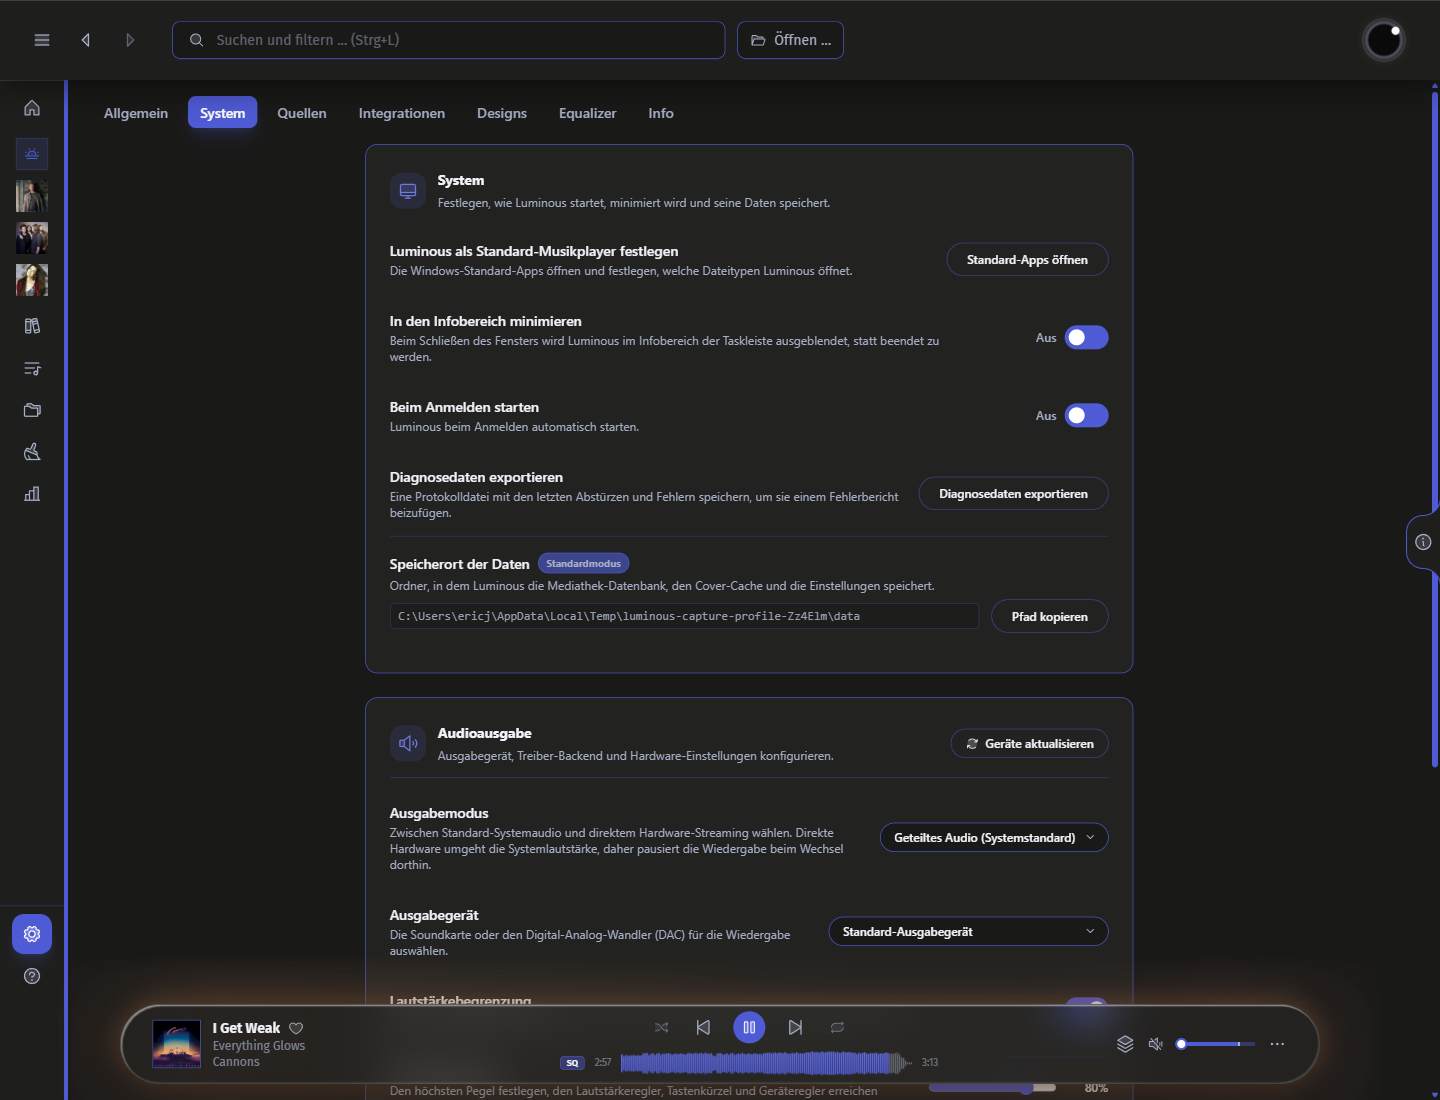 Suchen und filtern ... (Strg+L)
Öffnen ...
Allgemein
System
Quellen
Integrationen
Designs
Equalizer
Info
System
Festlegen, wie Luminous startet, minimiert wird und seine Daten speichert.
Luminous als Standard-Musikplayer festlegen
Die Windows-Standard-Apps öffnen und festlegen, welche Dateitypen Luminous öffnet.
Standard-Apps öffnen
In den Infobereich minimieren
Beim Schließen des Fensters wird Luminous im Infobereich der Taskleiste ausgeblendet, statt beendet zu
werden.
Aus
Beim Anmelden starten
Luminous beim Anmelden automatisch starten.
Aus
Diagnosedaten exportieren
Eine Protokolldatei mit den letzten Abstürzen und Fehlern speichern, um sie einem Fehlerbericht
beizufügen.
Diagnosedaten exportieren
Speicherort der Daten
Standardmodus
Ordner, in dem Luminous die Mediathek-Datenbank, den Cover-Cache und die Einstellungen speichert.
C:\Users\ericj\AppData\Local\Temp\luminous-capture-profile-Zz4Elm\data
Pfad kopieren
Audioausgabe
Ausgabegerät, Treiber-Backend und Hardware-Einstellungen konfigurieren.
Geräte aktualisieren
Ausgabemodus
Zwischen Standard-Systemaudio und direktem Hardware-Streaming wählen. Direkte
Hardware umgeht die Systemlautstärke, daher pausiert die Wiedergabe beim Wechsel
dorthin.
Geteiltes Audio (Systemstandard)
Ausgabegerät
Die Soundkarte oder den Digital-Analog-Wandler (DAC) für die Wiedergabe
auswählen.
Standard-Ausgabegerät
Lautstärkebegrenzung
I Get Weak
Everything Glows
Cannons
SQ
2:57
3:13
Den höchsten Pegel festlegen, den Lautstärkeregler, Tastenkürzel und Geräteregler erreichen
80%